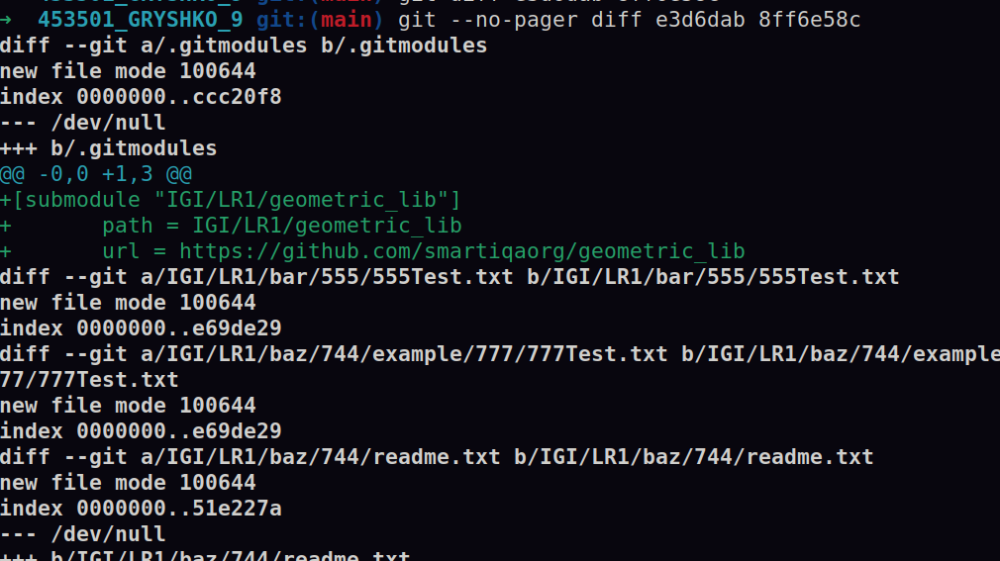 ➜  453501_GRYSHKO_9 git:(main) git --no-pager diff e3d6dab 8ff6e58c
diff --git a/.gitmodules b/.gitmodules
new file mode 100644
index 0000000..ccc20f8
--- /dev/null
+++ b/.gitmodules
@@ -0,0 +1,3 @@
+[submodule "IGI/LR1/geometric_lib"]
+       path = IGI/LR1/geometric_lib
+       url = https://github.com/smartiqaorg/geometric_lib
diff --git a/IGI/LR1/bar/555/555Test.txt b/IGI/LR1/bar/555/555Test.txt
new file mode 100644
index 0000000..e69de29
diff --git a/IGI/LR1/baz/744/example/777/777Test.txt b/IGI/LR1/baz/744/example
77/777Test.txt
new file mode 100644
index 0000000..e69de29
diff --git a/IGI/LR1/baz/744/readme.txt b/IGI/LR1/baz/744/readme.txt
new file mode 100644
index 0000000..51e227a
--- /dev/null
+++ b/IGI/LR1/baz/744/readme.txt